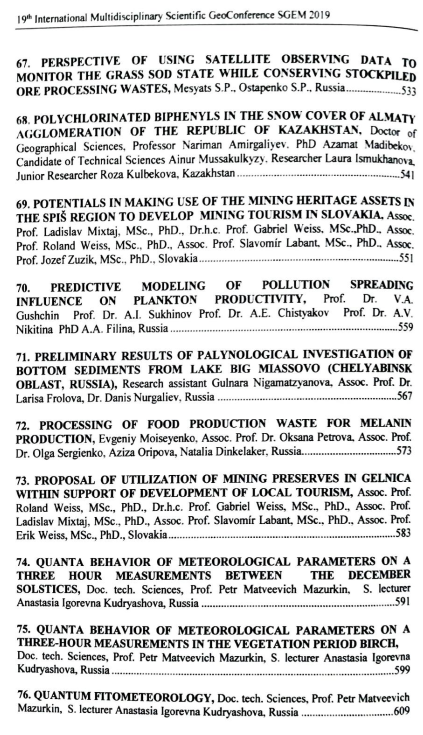 19th International Multidisciplinary Scientific GeoConference SGEM 2019
67. PERSPECTIVE OF USING SATELLITE OBSERVING DATA TO
MONITOR THE GRASS SOD STATE WHILE CONSERVING STOCKPILED
ORE PROCESSING WASTES, Mesyats S.P., Ostapenko S.P., Russia.....................533
68. POLYCHLORINATED BIPHENYLS IN THE SNOW COVER OF ALMATY
AGGLOMERATION OF THE REPUBLIC OF KAZAKHSTAN, Doctor of
Geographical Sciences, Professor Nariman Amirgaliyev, PhD Azamat Madibekov,
Candidate of Technical Sciences Ainur Mussakulkyzy, Researcher Laura Ismukhanova,
Junior Researcher Roza Kulbekova, Kazakhstan.....................541
69. POTENTIALS IN MAKING USE OF THE MINING HERITAGE ASSETS IN
THE SPIŠ REGION TO DEVELOP MINING TOURISM IN SLOVAKIA, Assoc.
Prof. Ladislav Mixtaj, MSc., PhD., Dr.h.c. Prof. Gabriel Weiss, MSc.,PhD., Assoc.
Prof. Roland Weiss, MSc., PhD., Assoc. Prof. Slavomír Labant, MSc., PhD., Assoc.
Prof. Jozef Zuzik, MSc., PhD., Slovakia.....................551
70. PREDICTIVE MODELING OF POLLUTION SPREADING
INFLUENCE ON PLANKTON PRODUCTIVITY, Prof. Dr. V.A.
Gushchin Prof. Dr. A.I. Sukhinov Prof. Dr. A.E. Chistyakov Prof. Dr. A.V.
Nikitina PhD A.A. Filina, Russia.....................559
71. PRELIMINARY RESULTS OF PALYNOLOGICAL INVESTIGATION OF
BOTTOM SEDIMENTS FROM LAKE BIG MIASSOVO (CHELYABINSK
OBLAST, RUSSIA), Research assistant Gulnara Nigamatzyanova, Assoc. Prof. Dr.
Larisa Frolova, Dr. Danis Nurgaliev, Russia.....................567
72. PROCESSING OF FOOD PRODUCTION WASTE FOR MELANIN
PRODUCTION, Evgeniy Moiseyenko, Assoc. Prof. Dr. Oksana Petrova, Assoc. Prof.
Dr. Olga Sergienko, Aziza Oripova, Natalia Dinkelaker, Russia.....................573
73. PROPOSAL OF UTILIZATION OF MINING PRESERVES IN GELNICA
WITHIN SUPPORT OF DEVELOPMENT OF LOCAL TOURISM, Assoc. Prof.
Roland Weiss, MSc., PhD., Dr.h.c. Prof. Gabriel Weiss, MSc., PhD., Assoc. Prof.
Ladislav Mixtaj, MSc., PhD., Assoc. Prof. Slavomír Labant, MSc., PhD., Assoc. Prof.
Erik Weiss, MSc., PhD., Slovakia.....................583
74. QUANTA BEHAVIOR OF METEOROLOGICAL PARAMETERS ON A
THREE HOUR MEASUREMENTS BETWEEN THE DECEMBER
SOLSTICES, Doc. tech. Sciences, Prof. Petr Matveevich Mazurkin, S. lecturer
Anastasia Igorevna Kudryashova, Russia.....................591
75. QUANTA BEHAVIOR OF METEOROLOGICAL PARAMETERS ON A
THREE-HOUR MEASUREMENTS IN THE VEGETATION PERIOD BIRCH,
Doc. tech. Sciences, Prof. Petr Matveevich Mazurkin, S. lecturer Anastasia Igorevna
Kudryashova, Russia.....................599
76. QUANTUM FITOMETEOROLOGY, Doc. tech. Sciences, Prof. Petr Matveevich
Mazurkin, S. lecturer Anastasia Igorevna Kudryashova, Russia.....................609